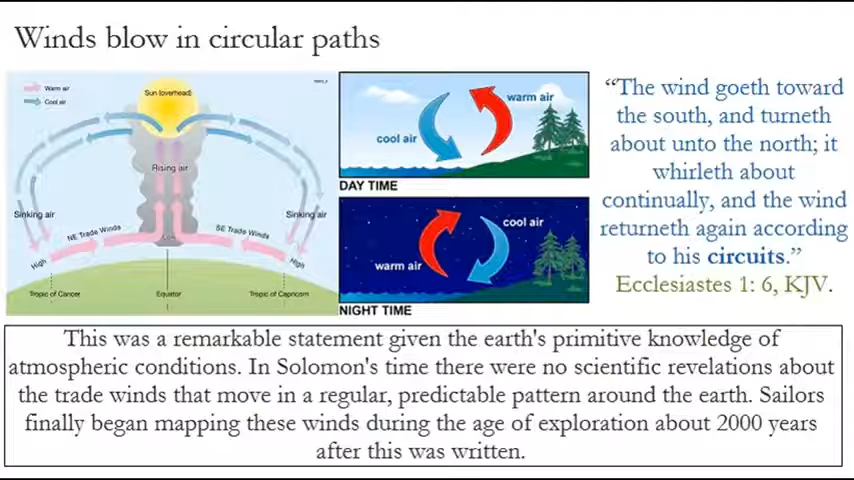 Winds blow in circular paths
Warm air
Cool air
Sun (overhead)
Rising air
Sinking air
Sinking air
NE Trade Winds
SE Trade Winds
High
Low
High
Tropic of Cancer
Equator
Tropic of Capricorn
warm air
cool air
DAY TIME
cool air
warm air
NIGHT TIME
“The wind goeth toward
the south, and turneth
about unto the north; it
whirleth about
continually, and the wind
returneth again according
to his circuits.”
Ecclesiastes 1: 6, KJV.
This was a remarkable statement given the earth's primitive knowledge of
atmospheric conditions. In Solomon's time there were no scientific revelations about
the trade winds that move in a regular, predictable pattern around the earth. Sailors
finally began mapping these winds during the age of exploration about 2000 years
after this was written.